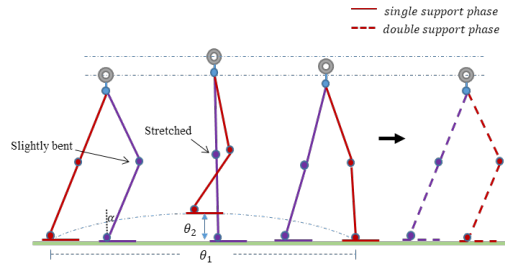 single support phase
double support phase
Stretched
Slightly bent
α
θ₂
θ₁